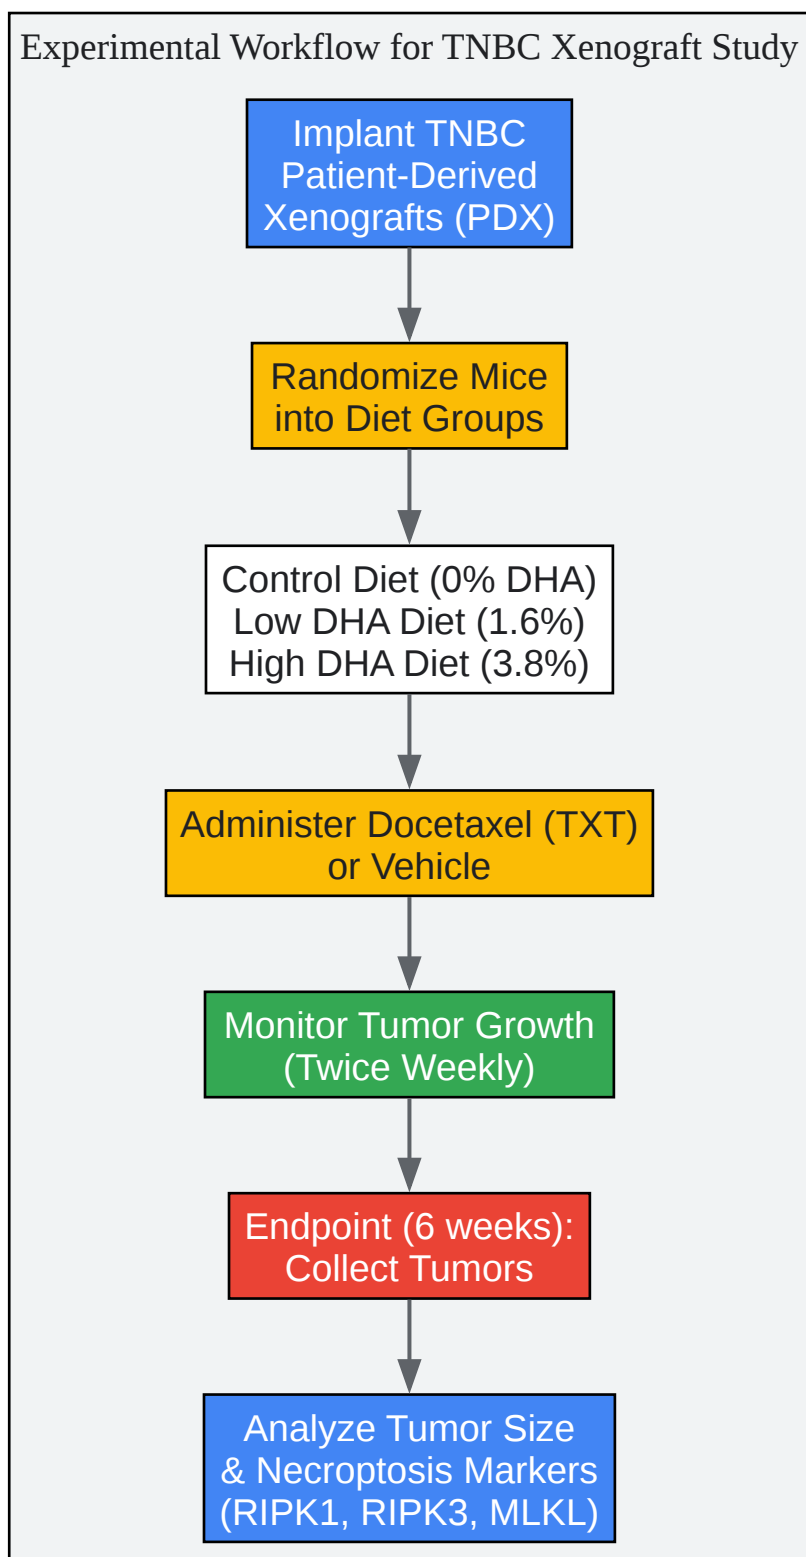 Experimental Workflow for TNBC Xenograft Study
Implant TNBC
Patient-Derived
Xenografts (PDX)
Randomize Mice
into Diet Groups
Control Diet (0% DHA)
Low DHA Diet (1.6%)
High DHA Diet (3.8%)
Administer Docetaxel (TXT)
or Vehicle
Monitor Tumor Growth
(Twice Weekly)
Endpoint (6 weeks):
Collect Tumors
Analyze Tumor Size
& Necroptosis Markers
(RIPK1, RIPK3, MLKL)